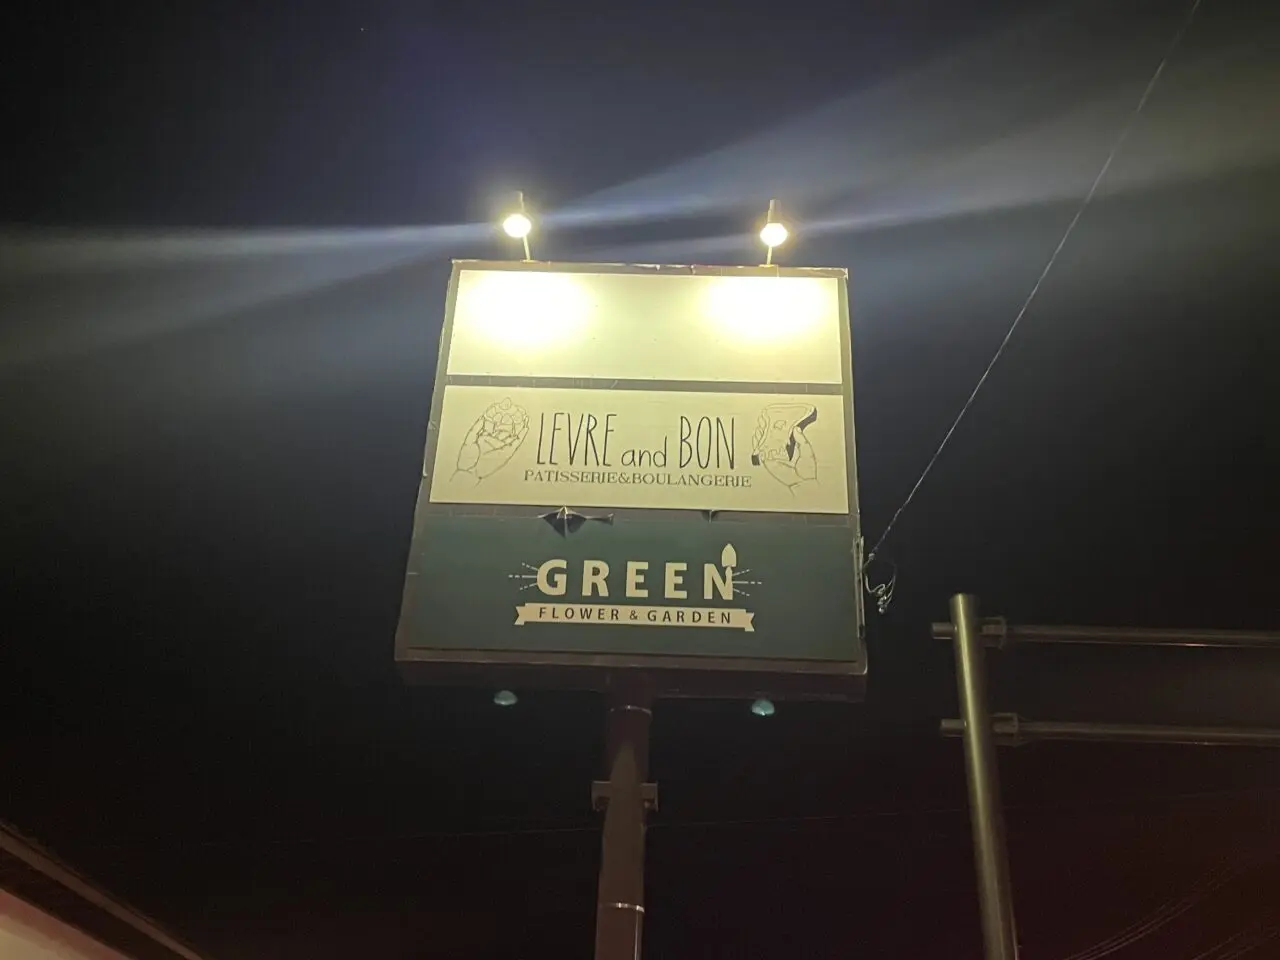 LEVRE and BON
PATISSERIE&BOULANGERIE
GREEN
FLOWER & GARDEN